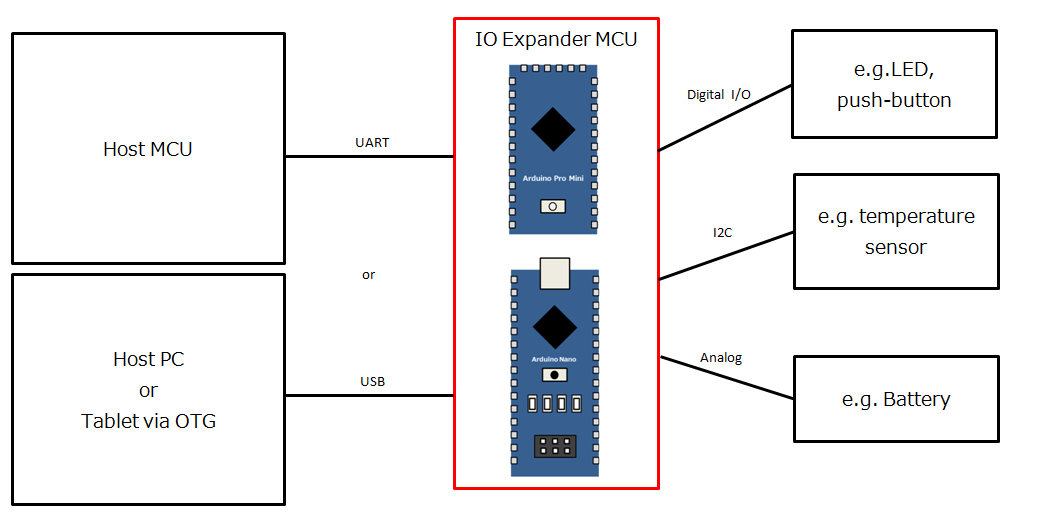 IO Expander MCU
Host MCU
UART
Arduino Pro Mini
Digital I/O
e.g.LED,
push-button
I2C
e.g. temperature
sensor
or
Host PC
or
Tablet via OTG
USB
Arduino Nano
Analog
e.g. Battery